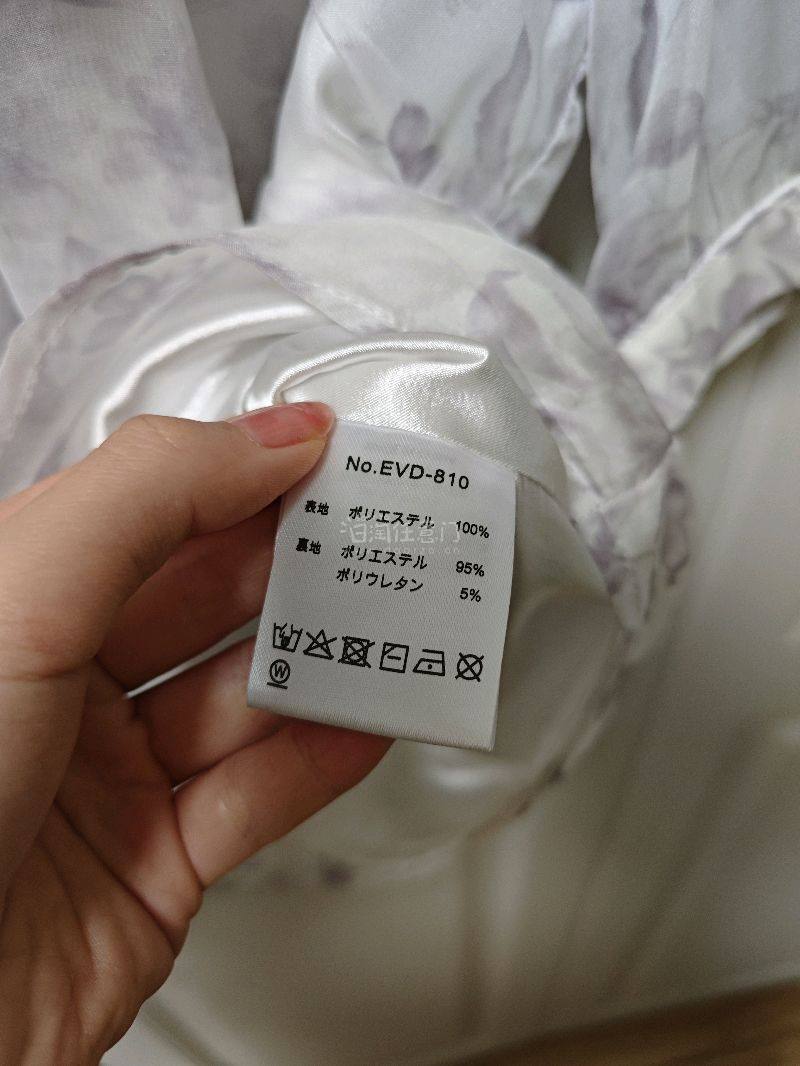 No.EVD-810
表地 ポリエステル 100%
裏地 ポリエステル 95%
ポリウレタン 5%
W